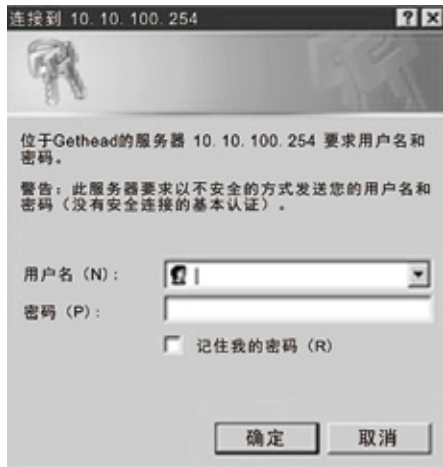 连接到 10. 10. 100. 254
位于Gethead的服务器 10. 10. 100. 254 要求用户名和
密码。
警告：此服务器要求以不安全的方式发送您的用户名和
密码（没有安全连接的基本认证）。
用户名（N）：
密码（P）：
记住我的密码（R）
确定
取消